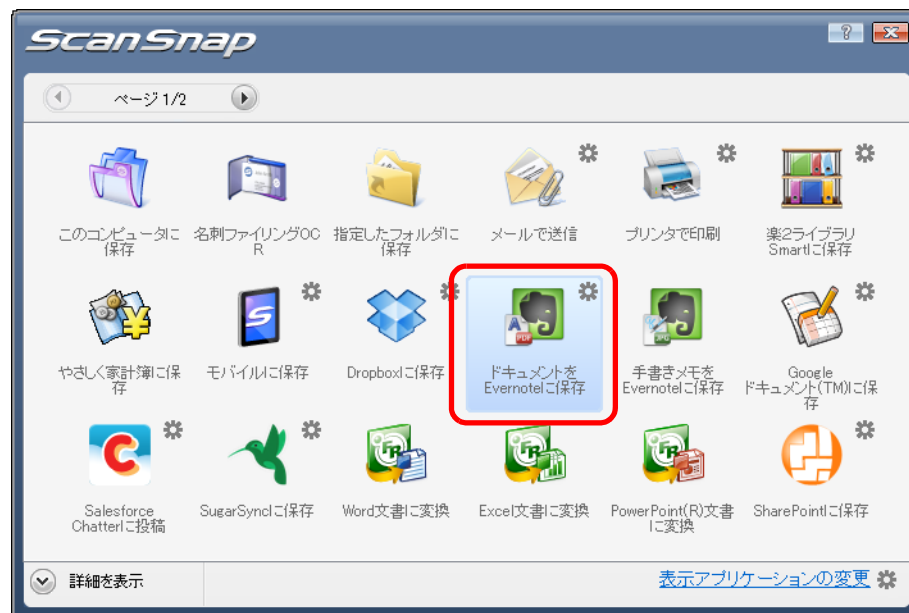 ScanSnap
ページ 1/2
このコンピュータに
保存
名刺ファイリングOC
R
指定したフォルダに
保存
メールで送信
プリンタで印刷
楽2ライブラリ
Smartに保存
やさしく家計簿に保
存
モバイルに保存
Dropboxに保存
ドキュメントを
Evernoteに保存
手書きメモを
Evernoteに保存
Google
ドキュメント(TM)に保
存
Salesforce
Chatterに投稿
SugarSyncに保存
Word文書に変換
Excel文書に変換
PowerPoint(R)文書
に変換
SharePointに保存
詳細を表示
表示アプリケーションの変更